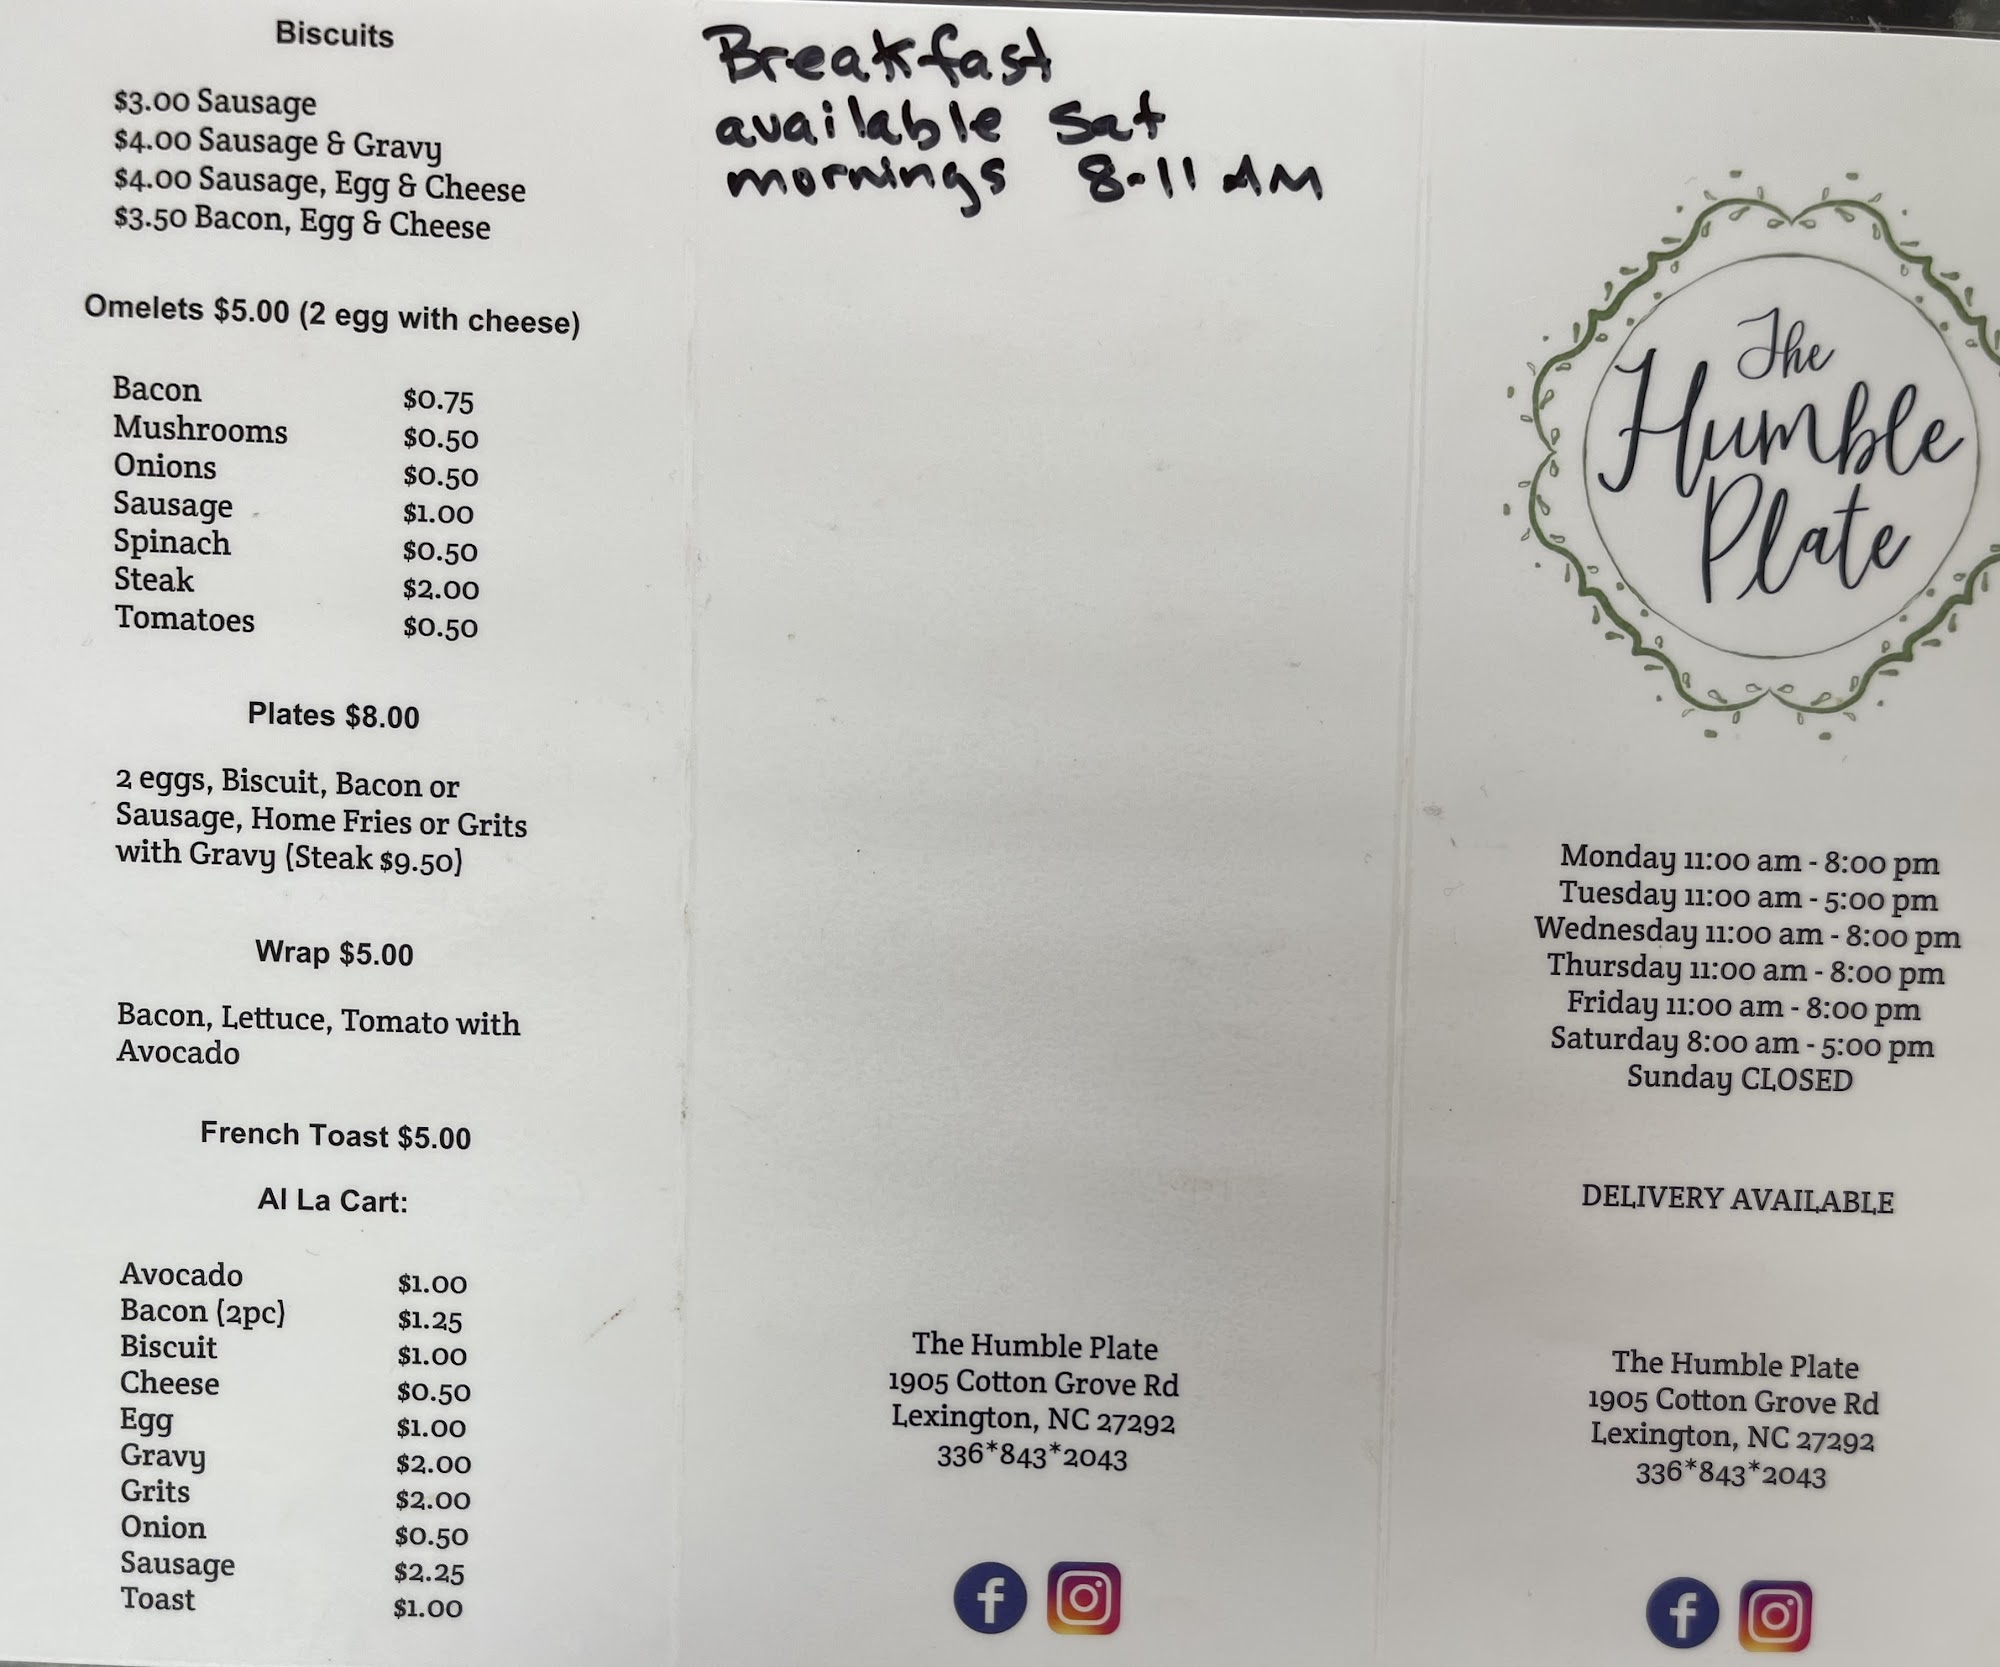 Biscuits
$3.00 Sausage
$4.00 Sausage & Gravy
$4.00 Sausage, Egg & Cheese
$3.50 Bacon, Egg & Cheese
Omelets $5.00 (2 egg with cheese)
Bacon $0.75
Mushrooms $0.50
Onions $0.50
Sausage $1.00
Spinach $0.50
Steak $2.00
Tomatoes $0.50
Plates $8.00
2 eggs, Biscuit, Bacon or
Sausage, Home Fries or Grits
with Gravy (Steak $9.50)
Wrap $5.00
Bacon, Lettuce, Tomato with
Avocado
French Toast $5.00
Al La Cart:
Avocado $1.00
Bacon (2pc) $1.25
Biscuit $1.00
Cheese $0.50
Egg $1.00
Gravy $2.00
Grits $2.00
Onion $0.50
Sausage $2.25
Toast $1.00
Breakfast
available Sat
mornings 8-11 AM
The Humble Plate
1905 Cotton Grove Rd
Lexington, NC 27292
336*843*2043
The
Humble
Plate
Monday 11:00 am - 8:00 pm
Tuesday 11:00 am - 5:00 pm
Wednesday 11:00 am - 8:00 pm
Thursday 11:00 am - 8:00 pm
Friday 11:00 am - 8:00 pm
Saturday 8:00 am - 5:00 pm
Sunday CLOSED
DELIVERY AVAILABLE
The Humble Plate
1905 Cotton Grove Rd
Lexington, NC 27292
336*843*2043